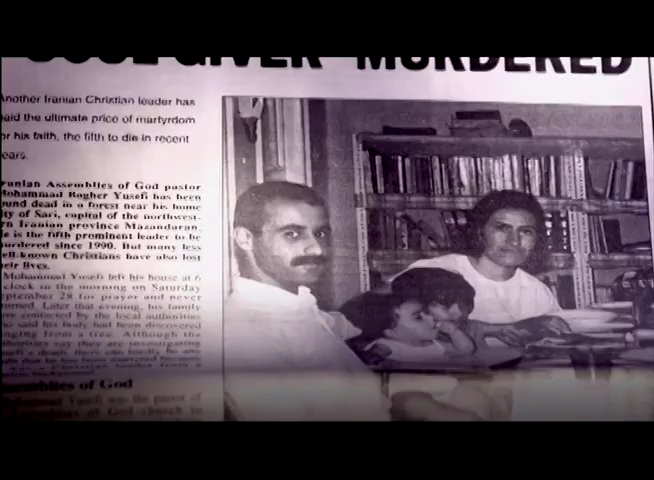 GIVER" MURDERED
Another Iranian Christian leader has
paid the ultimate price of martyrdom
for his faith, the fifth to die in recent
years.
Iranian Assemblies of God pastor
Mohammad Bagher Yusefi has been
found dead in a forest near his home
city of Sari, capital of the northwest-
ern Iranian province Mazandaran.
He is the fifth prominent leader to be
murdered since 1990. But many less
well-known Christians have also lost
their lives.
Mohammad Yusefi left his house at 6
o'clock in the morning on Saturday
September 28 for prayer and never
returned. Later that evening, his family
were contacted by the local authorities
who said his body had been discovered
hanging from a tree. Although the
authorities say they are investigating
Yusefi's death, there can hardly be any
Assemblies of God
Mohammad Yusefi was the pastor of
Assemblies of God church in